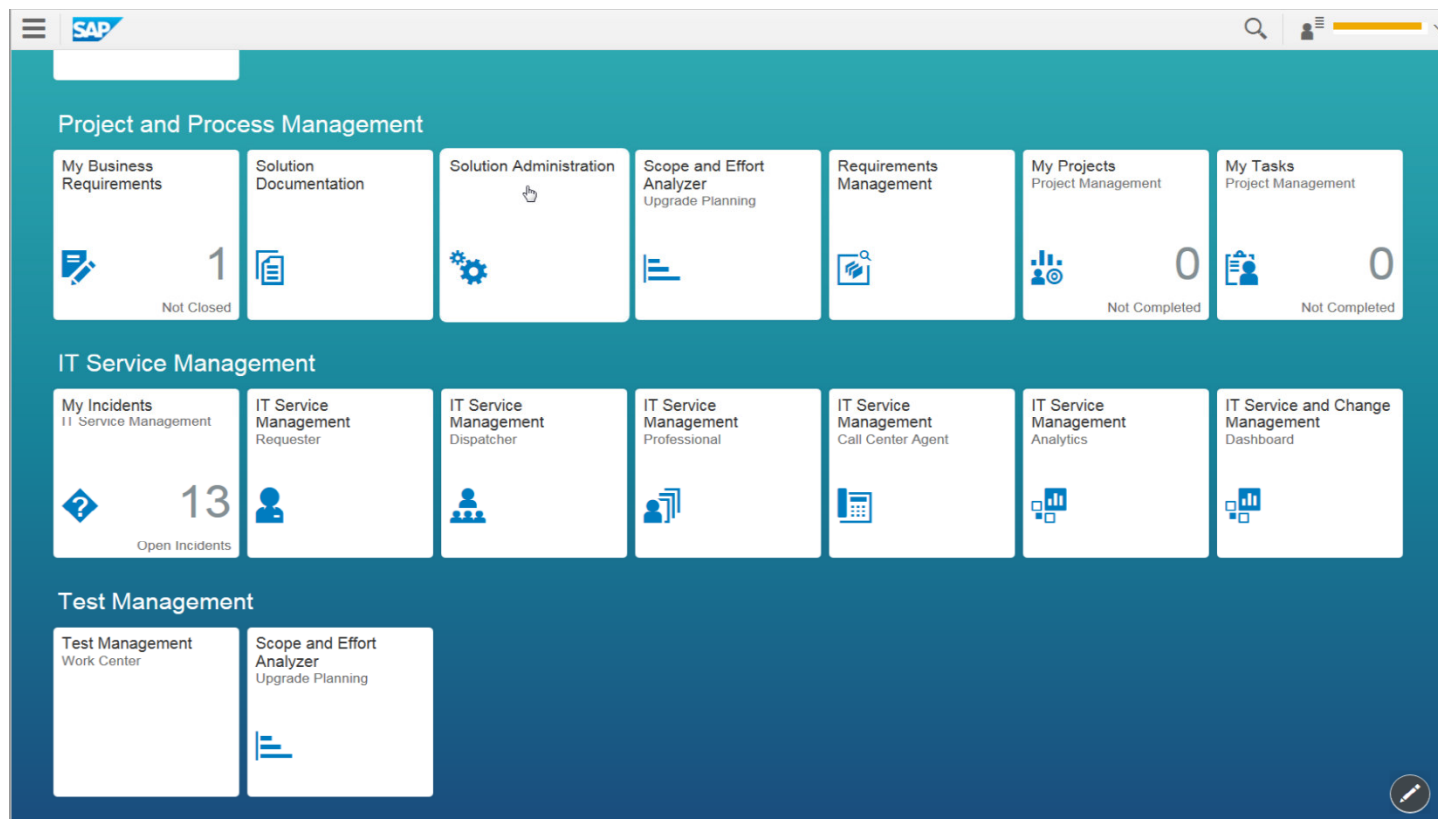 SAP
Project and Process Management
My Business
Requirements
1
Not Closed
Solution
Documentation
Solution Administration
Scope and Effort
Analyzer
Upgrade Planning
Requirements
Management
My Projects
Project Management
0
Not Completed
My Tasks
Project Management
0
Not Completed
IT Service Management
My Incidents
IT Service Management
13
Open Incidents
IT Service
Management
Requester
IT Service
Management
Dispatcher
IT Service
Management
Professional
IT Service
Management
Call Center Agent
IT Service
Management
Analytics
IT Service and Change
Management
Dashboard
Test Management
Test Management
Work Center
Scope and Effort
Analyzer
Upgrade Planning